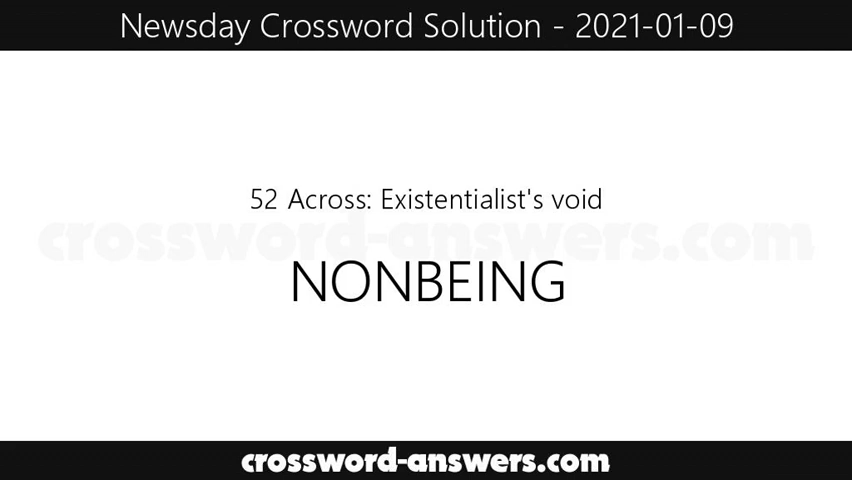 Newsday Crossword Solution - 2021-01-09
52 Across: Existentialist's void
crossword-answers.com
NONBEING
crossword-answers.com